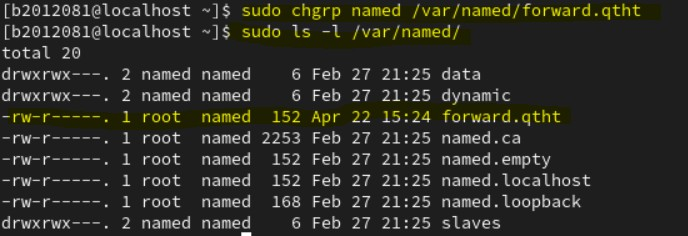 [b2012081@localhost ~]$ sudo chgrp named /var/named/forward.qtht
[b2012081@localhost ~]$ sudo ls -l /var/named/
total 20
drwxrwx---. 2 named named    6 Feb 27 21:25 data
drwxrwx---. 2 named named    6 Feb 27 21:25 dynamic
-rw-r-----. 1 root  named  152 Apr 22 15:24 forward.qtht
-rw-r-----. 1 root  named 2253 Feb 27 21:25 named.ca
-rw-r-----. 1 root  named  152 Feb 27 21:25 named.empty
-rw-r-----. 1 root  named  152 Feb 27 21:25 named.localhost
-rw-r-----. 1 root  named  168 Feb 27 21:25 named.loopback
drwxrwx---. 2 named named    6 Feb 27 21:25 slaves